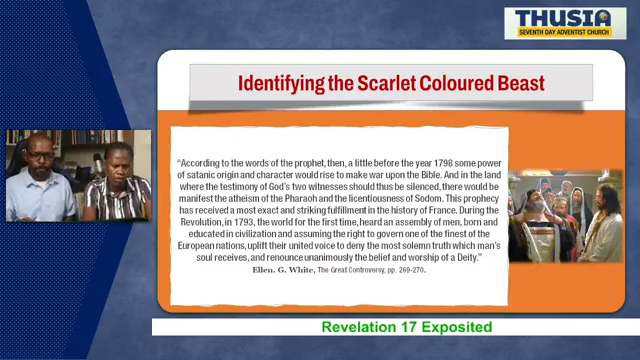 THUSIA
SEVENTH DAY ADVENTIST CHURCH
Identifying the Scarlet Coloured Beast
“According to the words of the prophet, then, a little before the year 1798 some power
of satanic origin and character would rise to make war upon the Bible. And in the land
where the testimony of God’s two witnesses should thus be silenced, there would be
manifest the atheism of the Pharaoh and the licentiousness of Sodom. This prophecy
has received a most exact and striking fulfillment in the history of France. During the
Revolution, in 1793, the world for the first time, heard an assembly of men, born and
educated in civilization and assuming the right to govern one of the finest of the
European nations, uplift their united voice to deny the most solemn truth which man’s
soul receives, and renounce unanimously the belief and worship of a Deity.”
Ellen. G. White, The Great Controversy, pp. 269-270.
Revelation 17 Exposited